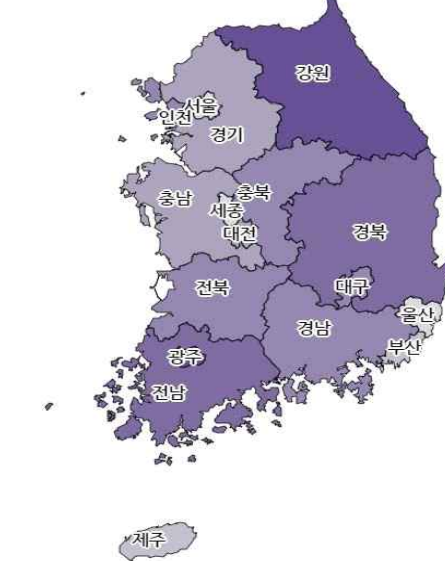 강원
서울
인천
경기
충남
충북
세종
대전
경북
전북
대구
울산
경남
부산
광주
전남
제주